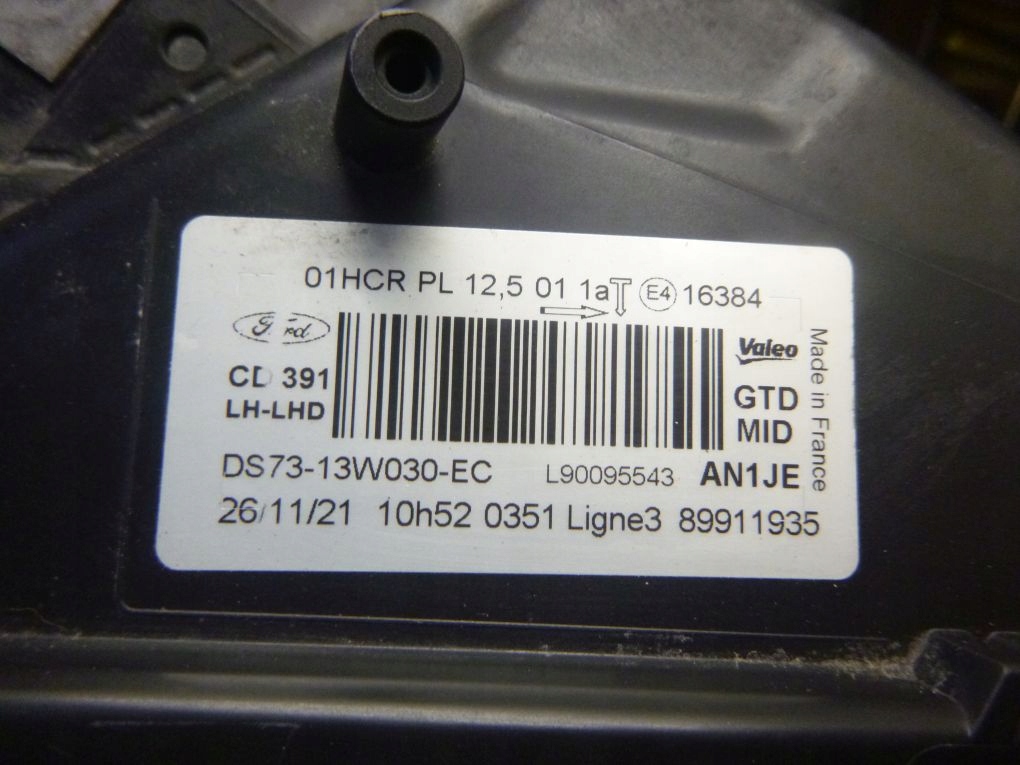 01HCR PL 12,5 01 1a E4 16384
Ford
Valeo
CD 391
GTD
LH-LHD
MID
Made in France
DS73-13W030-EC L90095543 AN1JE
26/11/21 10h52 0351 Ligne3 89911935